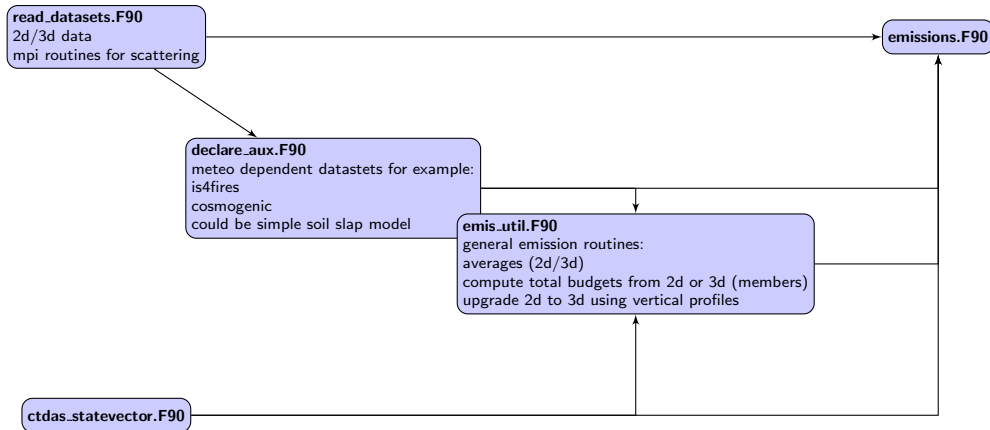 read_datasets.F90
2d/3d data
mpi routines for scattering
emissions.F90
declare_aux.F90
meteo dependent datastets for example:
is4fires
cosmogenic
could be simple soil slap model
emis_util.F90
general emission routines:
averages (2d/3d)
compute total budgets from 2d or 3d (members)
upgrade 2d to 3d using vertical profiles
ctdas_statevector.F90